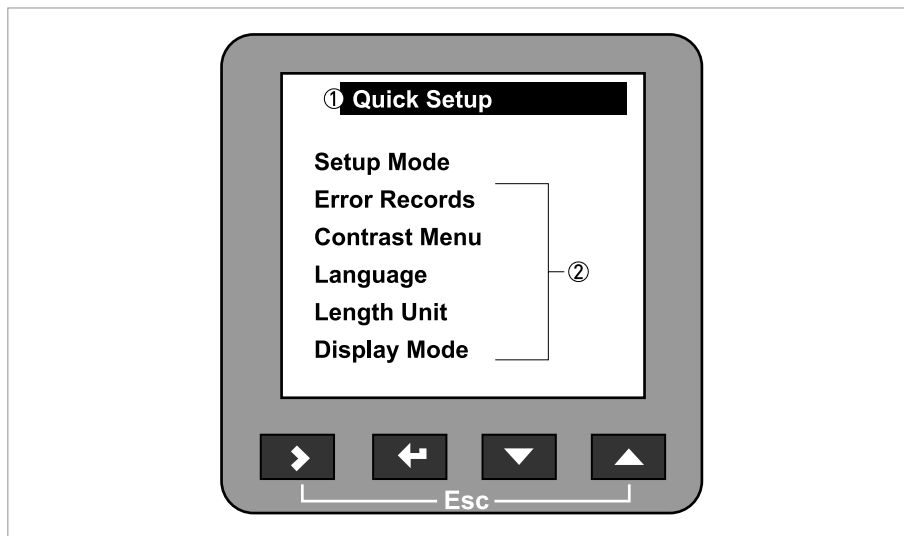 ① Quick Setup
Setup Mode
Error Records
Contrast Menu
Language
② 
Length Unit
Display Mode
Esc